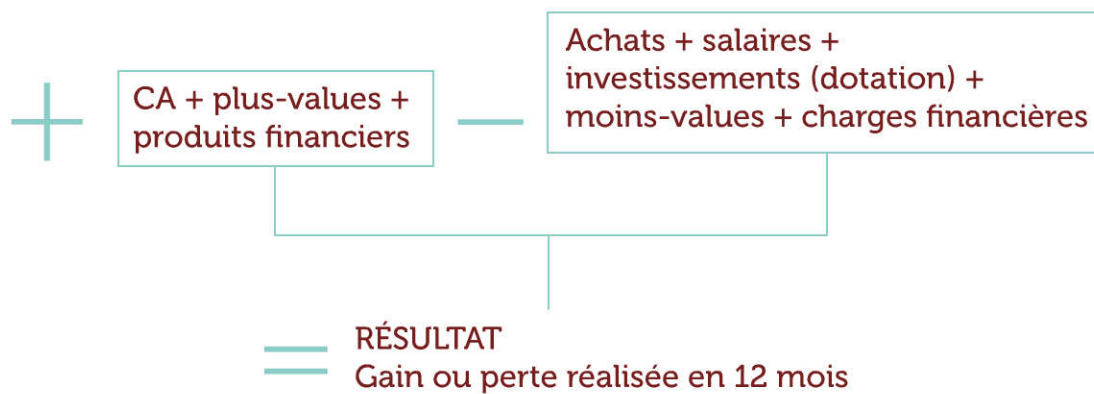 CA + plus-values +
produits financiers
Achats + salaires +
investissements (dotation) +
moins-values + charges financières
RÉSULTAT
Gain ou perte réalisée en 12 mois